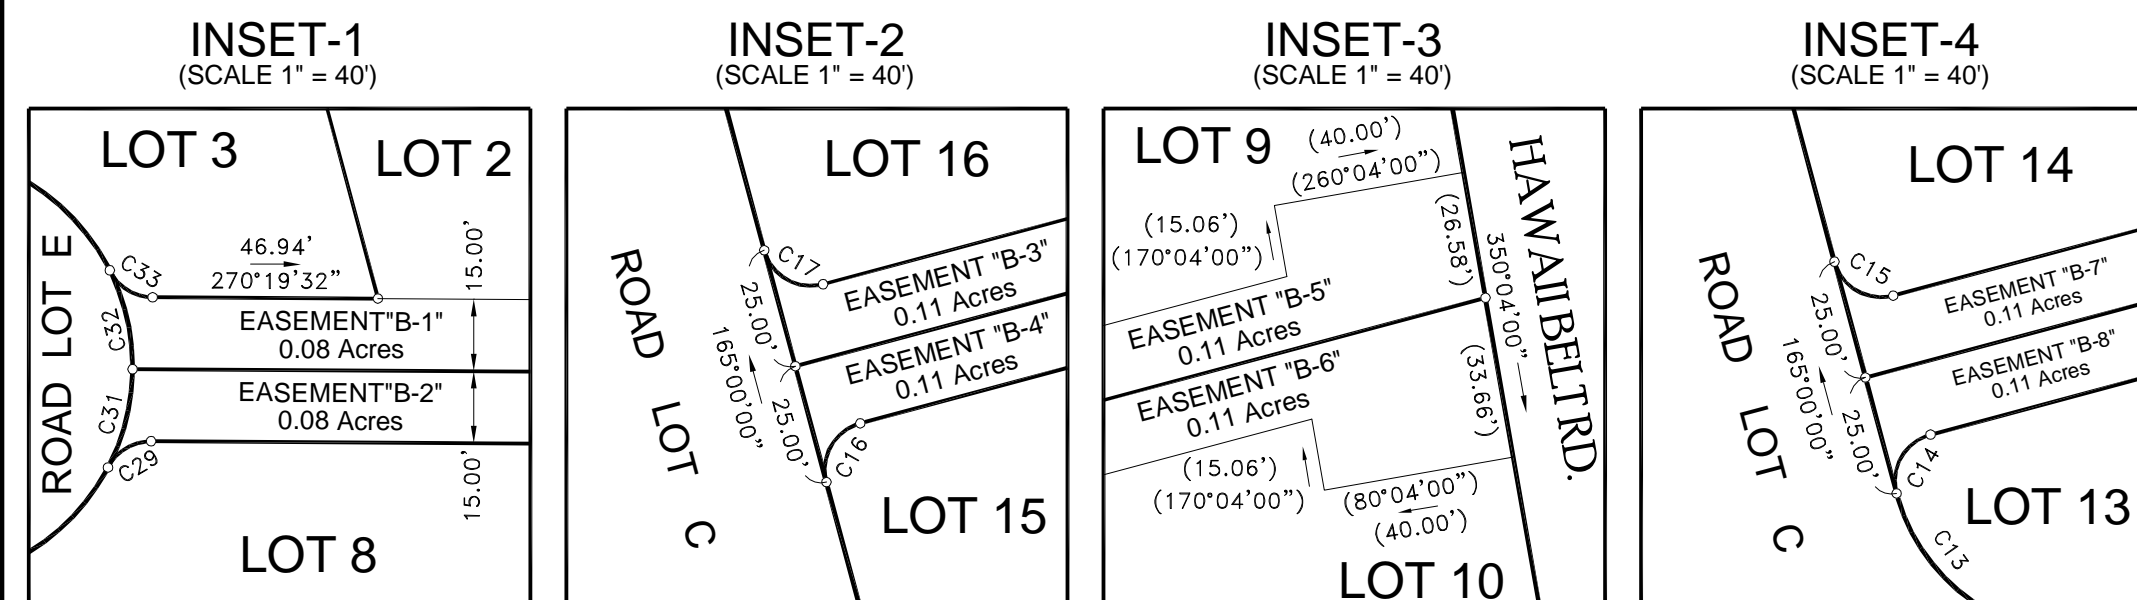 INSET-1
(SCALE 1" = 40')
LOT 3
LOT 2
ROAD LOT E
C33
46.94'
270°19'32"
15.00'
C32
EASEMENT"B-1"
0.08 Acres
C31
EASEMENT"B-2"
0.08 Acres
C29
15.00'
LOT 8
INSET-2
(SCALE 1" = 40')
LOT 16
ROAD LOT C
C17
EASEMENT "B-3"
0.11 Acres
25.00'
165°00'00"
EASEMENT "B-4"
0.11 Acres
25.00'
C16
LOT 15
INSET-3
(SCALE 1" = 40')
LOT 9
(40.00')
(260°04'00")
(15.06')
(170°04'00")
(26.58')
350°04'00"
HAWAII BELT RD.
EASEMENT "B-5"
0.11 Acres
EASEMENT "B-6"
0.11 Acres
(33.66')
(15.06')
(170°04'00")
(80°04'00")
(40.00')
LOT 10
INSET-4
(SCALE 1" = 40')
LOT 14
ROAD LOT C
C15
EASEMENT "B-7"
0.11 Acres
25.00'
165°00'00"
EASEMENT "B-8"
0.11 Acres
25.00'
C14
LOT 13
C13